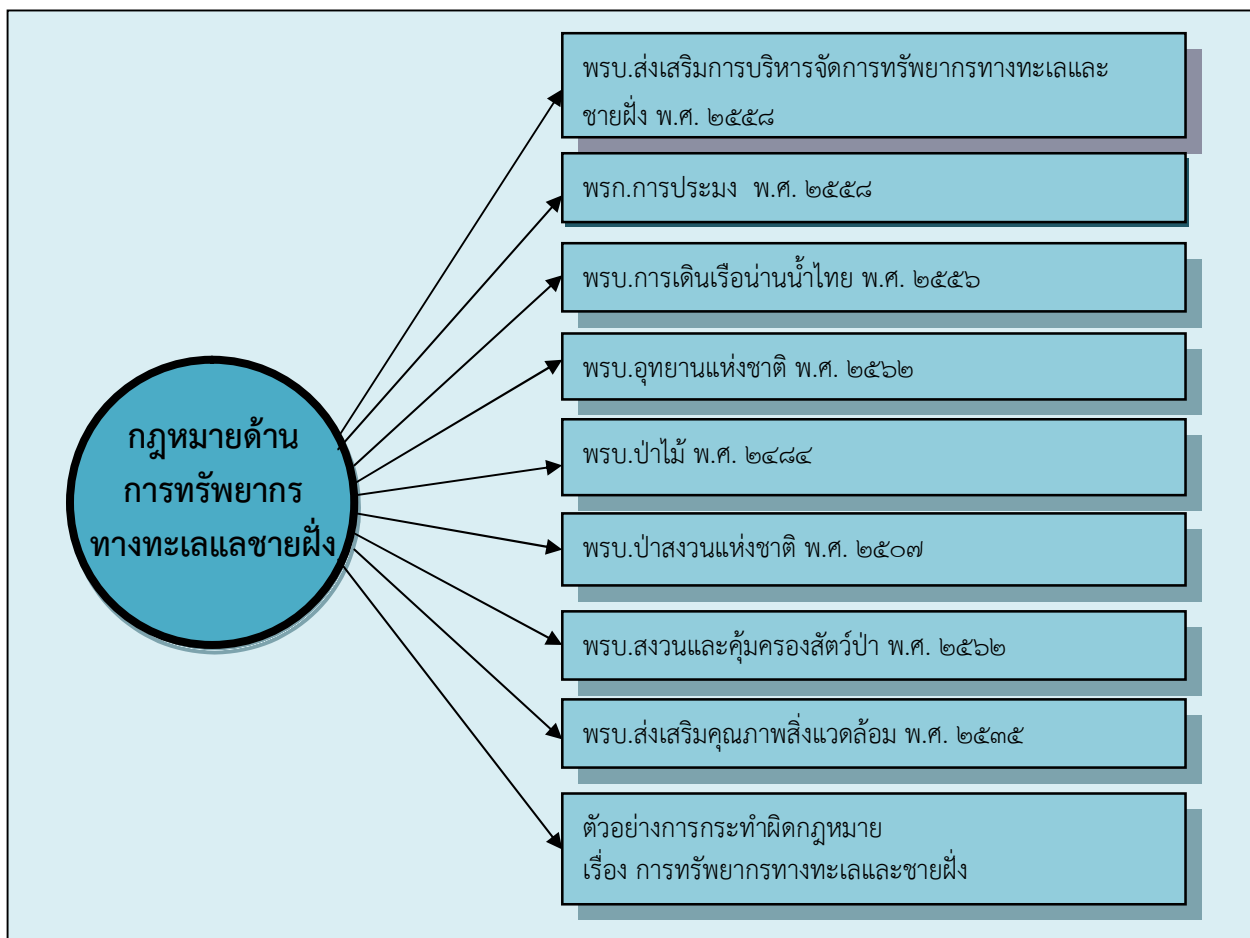 พรบ.ส่งเสริมการบริหารจัดการทรัพยากรทางทะเลและ
ชายฝั่ง พ.ศ. ๒๕๕๘
พรก.การประมง พ.ศ. ๒๕๕๘
พรบ.การเดินเรือน่านน้ำไทย พ.ศ. ๒๕๕๖
พรบ.อุทยานแห่งชาติ พ.ศ. ๒๕๖๒
กฎหมายด้าน
การทรัพยากร
ทางทะเลแลชายฝั่ง
พรบ.ป่าไม้ พ.ศ. ๒๔๘๔
พรบ.ป่าสงวนแห่งชาติ พ.ศ. ๒๕๐๗
พรบ.สงวนและคุ้มครองสัตว์ป่า พ.ศ. ๒๕๖๒
พรบ.ส่งเสริมคุณภาพสิ่งแวดล้อม พ.ศ. ๒๕๓๕
ตัวอย่างการกระทำผิดกฎหมาย
เรื่อง การทรัพยากรทางทะเลและชายฝั่ง